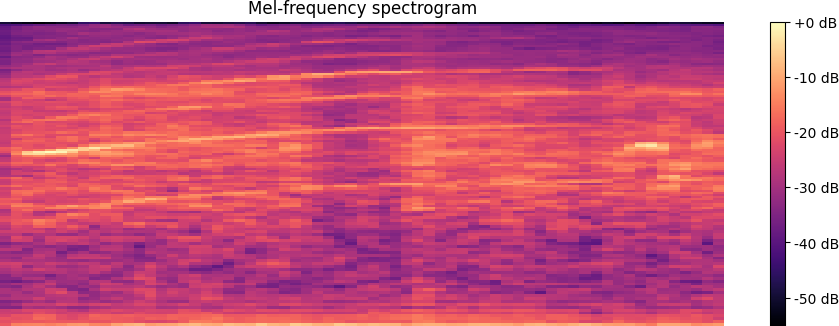 Mel-frequency spectrogram
+0 dB
-10 dB
-20 dB
-30 dB
-40 dB
-50 dB